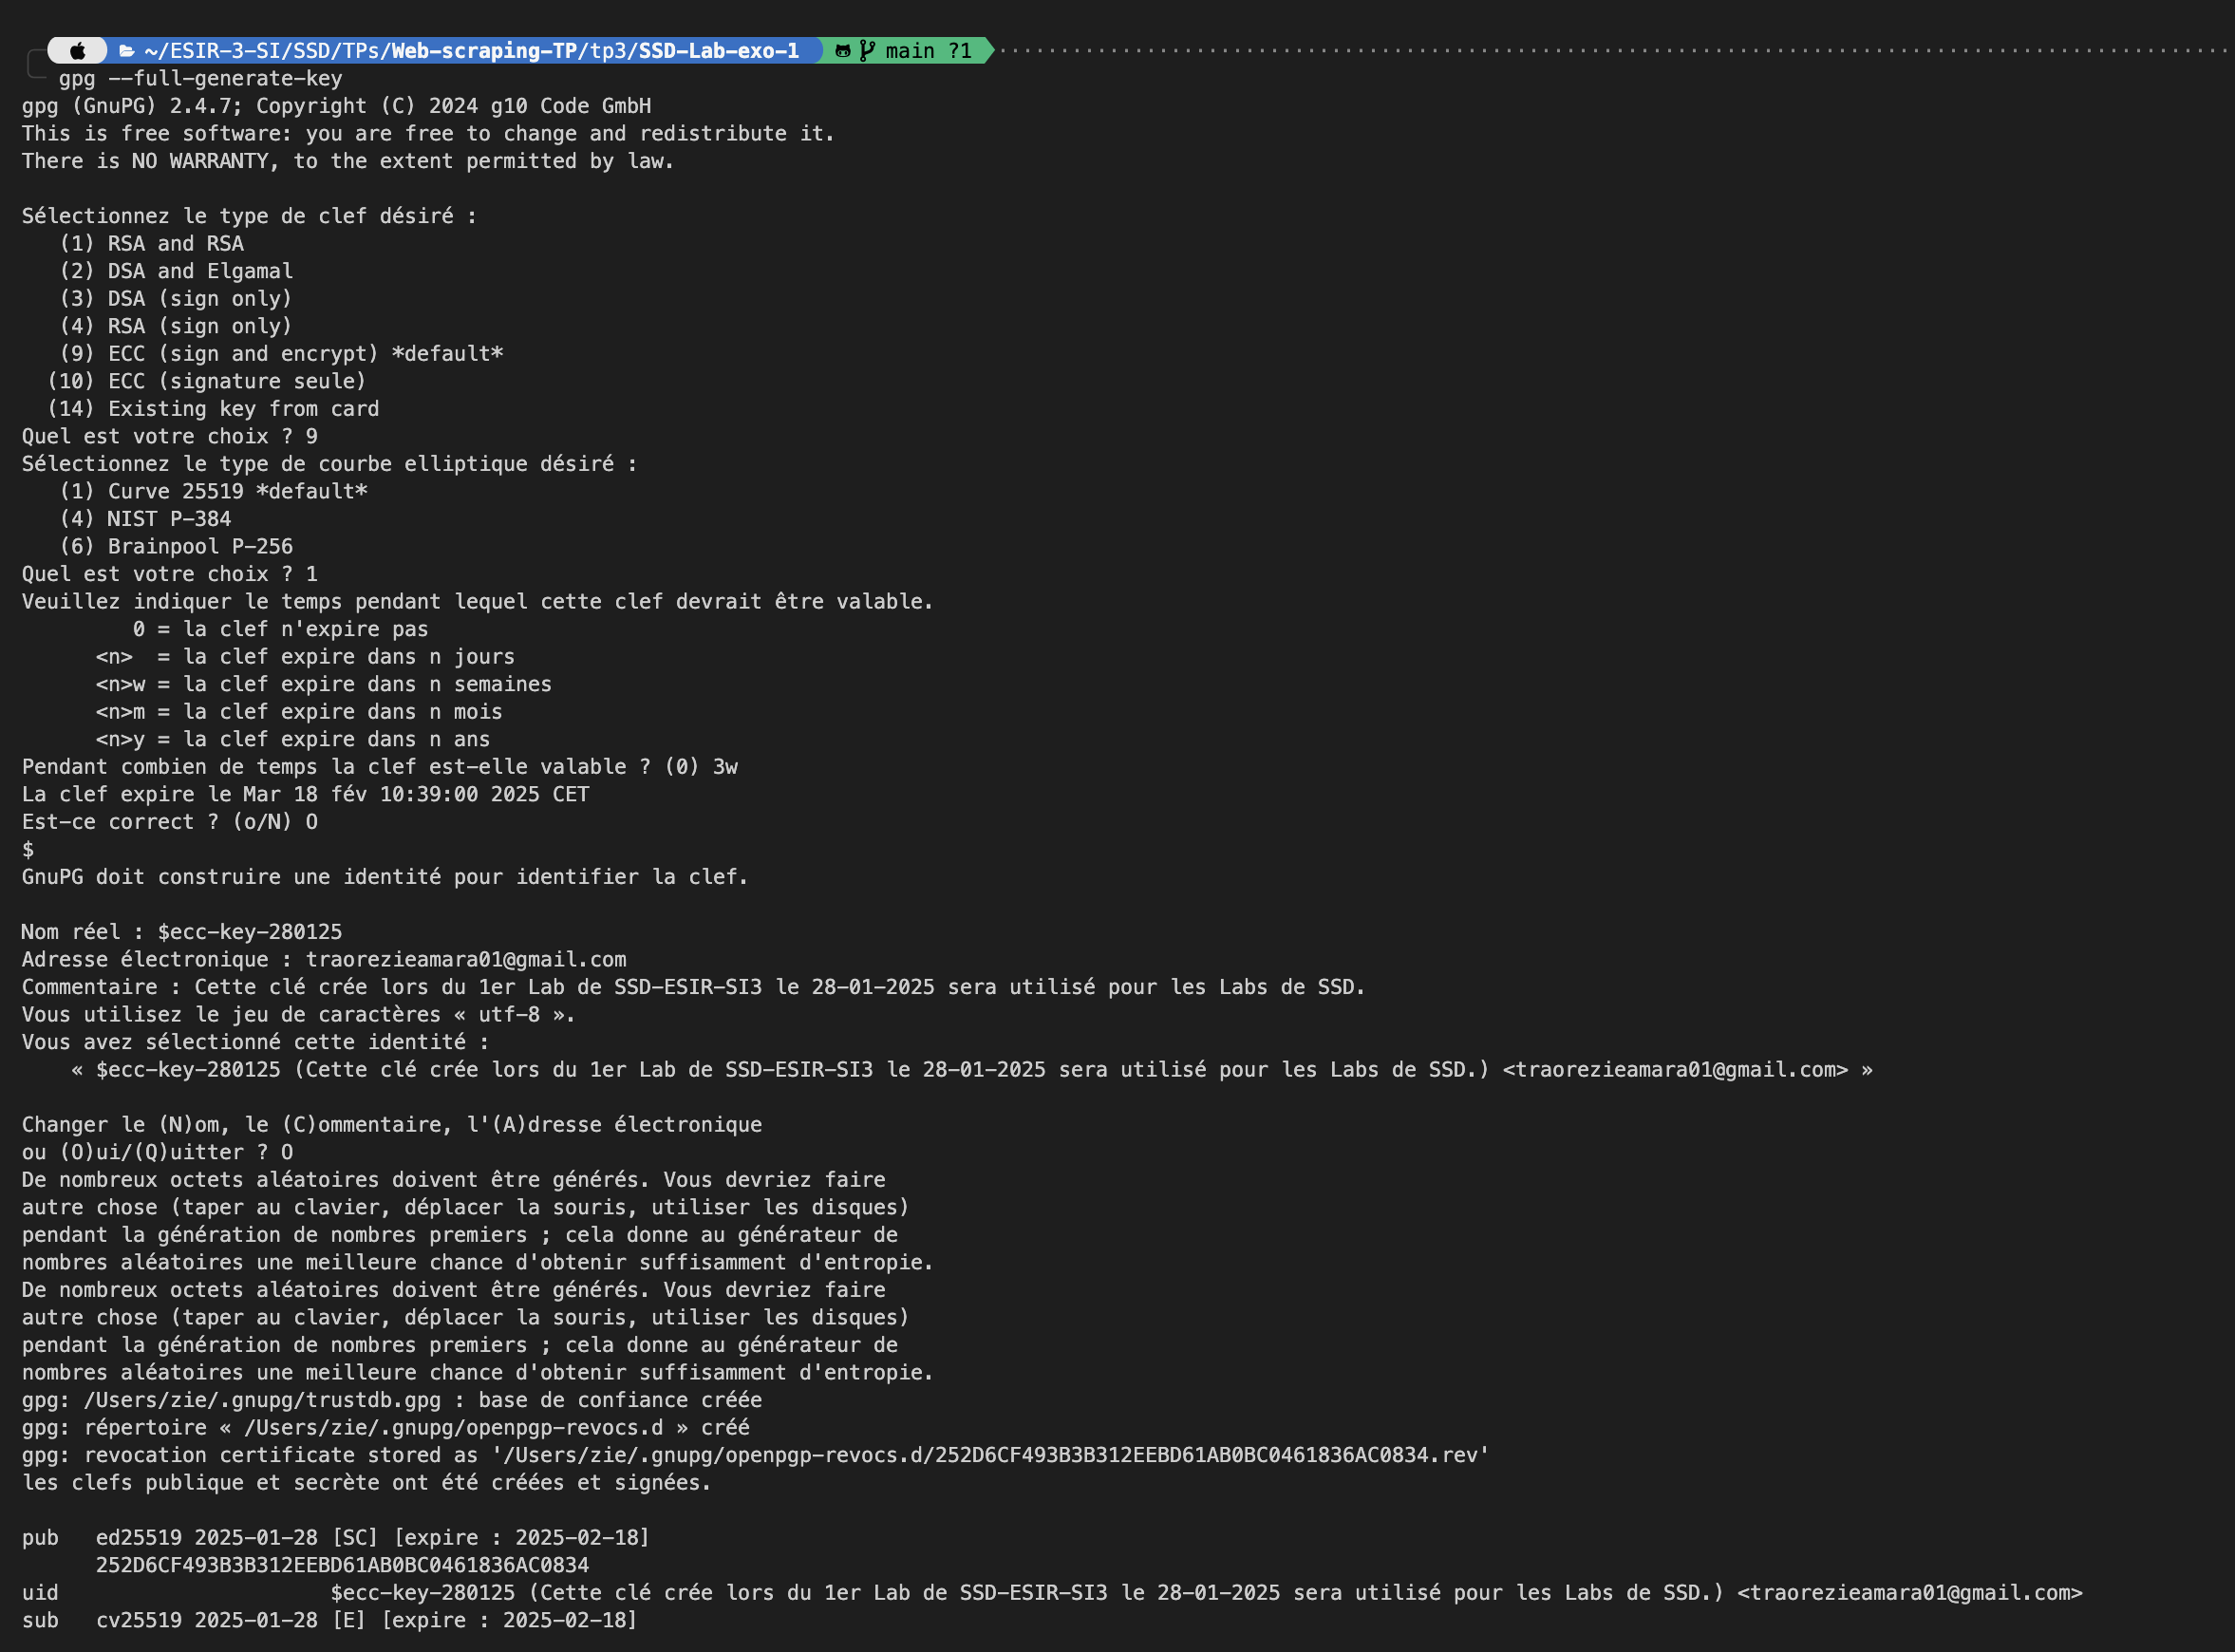 ~/ESIR-3-SI/SSD/TPs/Web-scraping-TP/tp3/SSD-Lab-exo-1 main ?1
gpg --full-generate-key
gpg (GnuPG) 2.4.7; Copyright (C) 2024 g10 Code GmbH
This is free software: you are free to change and redistribute it.
There is NO WARRANTY, to the extent permitted by law.
Sélectionnez le type de clef désiré :
(1) RSA and RSA
(2) DSA and Elgamal
(3) DSA (sign only)
(4) RSA (sign only)
(9) ECC (sign and encrypt) *default*
(10) ECC (signature seule)
(14) Existing key from card
Quel est votre choix ? 9
Sélectionnez le type de courbe elliptique désiré :
(1) Curve 25519 *default*
(4) NIST P-384
(6) Brainpool P-256
Quel est votre choix ? 1
Veuillez indiquer le temps pendant lequel cette clef devrait être valable.
0 = la clef n'expire pas
<n>  = la clef expire dans n jours
<n>w = la clef expire dans n semaines
<n>m = la clef expire dans n mois
<n>y = la clef expire dans n ans
Pendant combien de temps la clef est-elle valable ? (0) 3w
La clef expire le Mar 18 fév 10:39:00 2025 CET
Est-ce correct ? (o/N) O
$
GnuPG doit construire une identité pour identifier la clef.
Nom réel : $ecc-key-280125
Adresse électronique : traorezieamara01@gmail.com
Commentaire : Cette clé crée lors du 1er Lab de SSD-ESIR-SI3 le 28-01-2025 sera utilisé pour les Labs de SSD.
Vous utilisez le jeu de caractères « utf-8 ».
Vous avez sélectionné cette identité :
« $ecc-key-280125 (Cette clé crée lors du 1er Lab de SSD-ESIR-SI3 le 28-01-2025 sera utilisé pour les Labs de SSD.) <traorezieamara01@gmail.com> »
Changer le (N)om, le (C)ommentaire, l'(A)dresse électronique
ou (O)ui/(Q)uitter ? O
De nombreux octets aléatoires doivent être générés. Vous devriez faire
autre chose (taper au clavier, déplacer la souris, utiliser les disques)
pendant la génération de nombres premiers ; cela donne au générateur de
nombres aléatoires une meilleure chance d'obtenir suffisamment d'entropie.
De nombreux octets aléatoires doivent être générés. Vous devriez faire
autre chose (taper au clavier, déplacer la souris, utiliser les disques)
pendant la génération de nombres premiers ; cela donne au générateur de
nombres aléatoires une meilleure chance d'obtenir suffisamment d'entropie.
gpg: /Users/zie/.gnupg/trustdb.gpg : base de confiance créée
gpg: répertoire « /Users/zie/.gnupg/openpgp-revocs.d » créé
gpg: revocation certificate stored as '/Users/zie/.gnupg/openpgp-revocs.d/252D6CF493B3B312EEBD61AB0BC0461836AC0834.rev'
les clefs publique et secrète ont été créées et signées.
pub   ed25519 2025-01-28 [SC] [expire : 2025-02-18]
252D6CF493B3B312EEBD61AB0BC0461836AC0834
uid                      $ecc-key-280125 (Cette clé crée lors du 1er Lab de SSD-ESIR-SI3 le 28-01-2025 sera utilisé pour les Labs de SSD.) <traorezieamara01@gmail.com>
sub   cv25519 2025-01-28 [E] [expire : 2025-02-18]